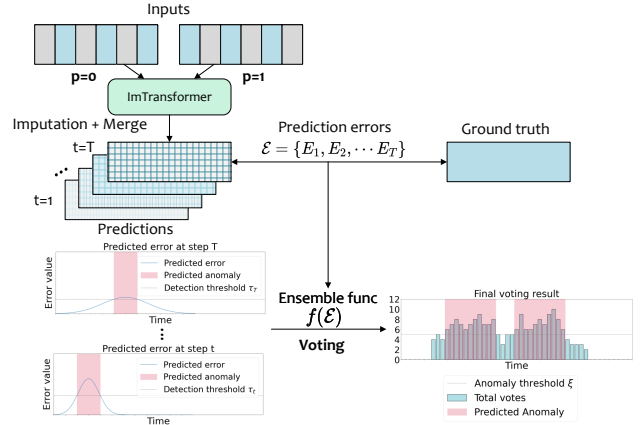 Inputs
p=0
p=1
ImTransformer
Imputation + Merge
t=T
...
t=1
Predictions
Prediction errors
ℰ = {E₁, E₂, ⋯ E_T}
Ground truth
Predicted error at step T
Error value
Predicted error
Predicted anomaly
Detection threshold τ_T
Time
⋮
Predicted error at step t
Error value
Predicted error
Predicted anomaly
Detection threshold τ_t
Time
Ensemble func
f(ℰ)
Voting
Final voting result
12
10
8
6
4
2
0
Time
Anomaly threshold ξ
Total votes
Predicted Anomaly